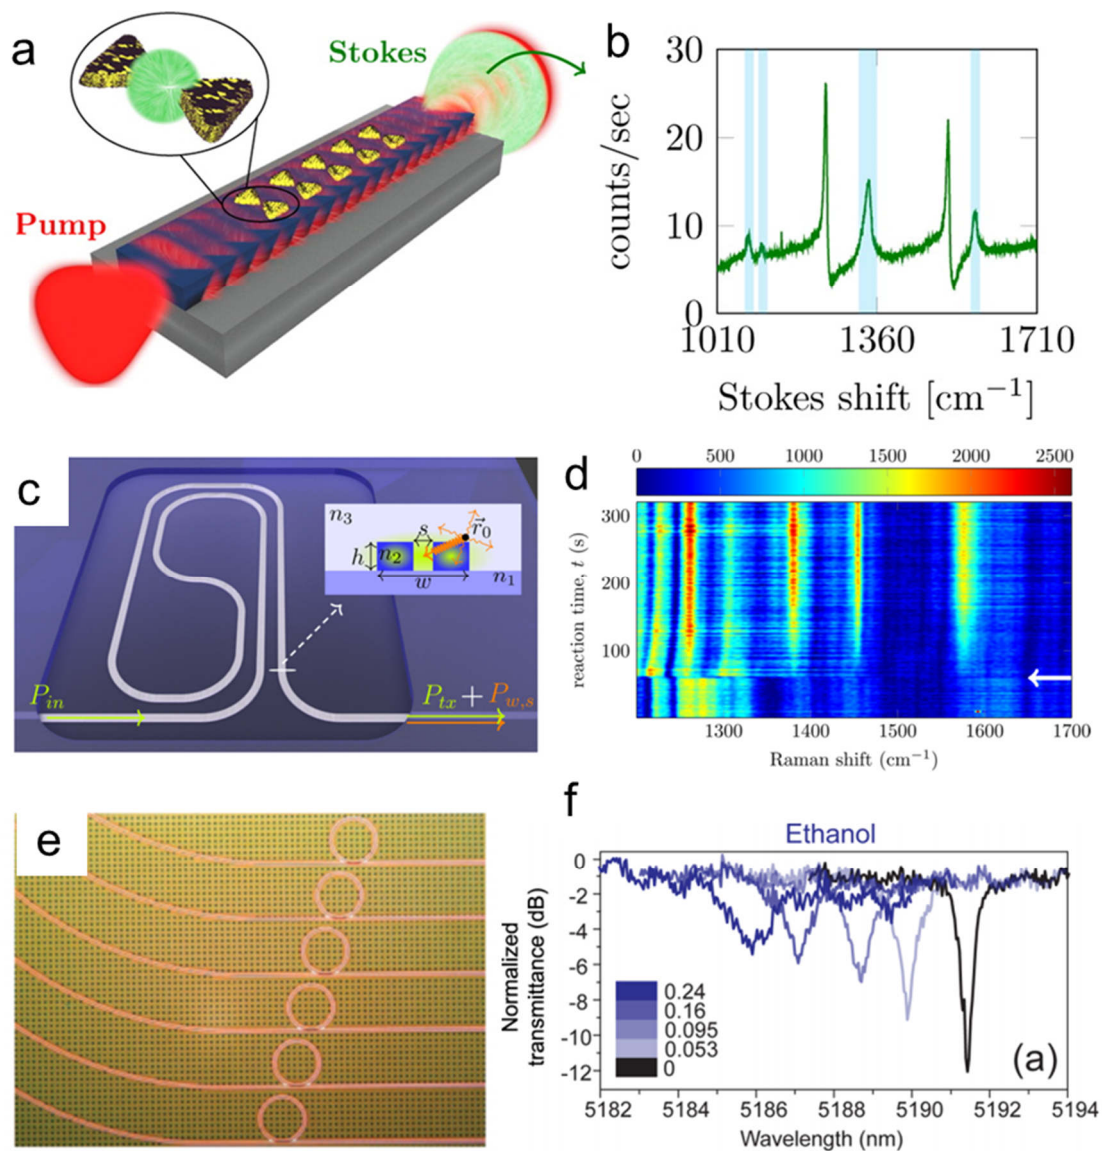 a
Stokes
Pump
b
30
20
10
0
counts/sec
1010 1360 1710
Stokes shift [cm⁻¹]
c
n₃
s
r⃗₀
h
n₂
w
n₁
P_in
P_tx + P_w,s
d
0 500 1000 1500 2000 2500
300
200
100
reaction time, t (s)
1300 1400 1500 1600 1700
Raman shift (cm⁻¹)
e
f
Ethanol
0
-2
-4
-6
-8
-10
-12
Normalized
transmittance (dB)
0.24
0.16
0.095
0.053
0
(a)
5182 5184 5186 5188 5190 5192 5194
Wavelength (nm)